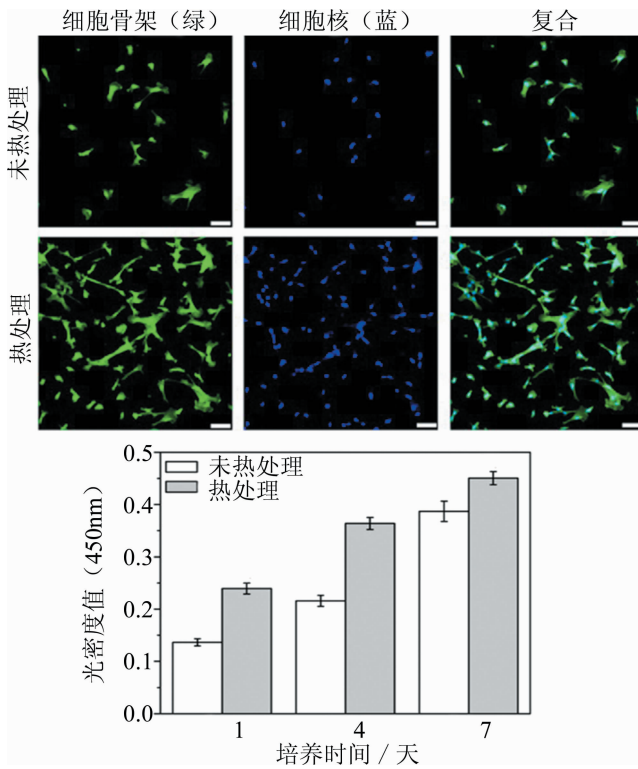 细胞骨架（绿） 细胞核（蓝） 复合
未热处理
热处理
0.5
0.4
0.3
0.2
0.1
0.0
光密度值（450nm）
未热处理
热处理
1 4 7
培养时间 / 天